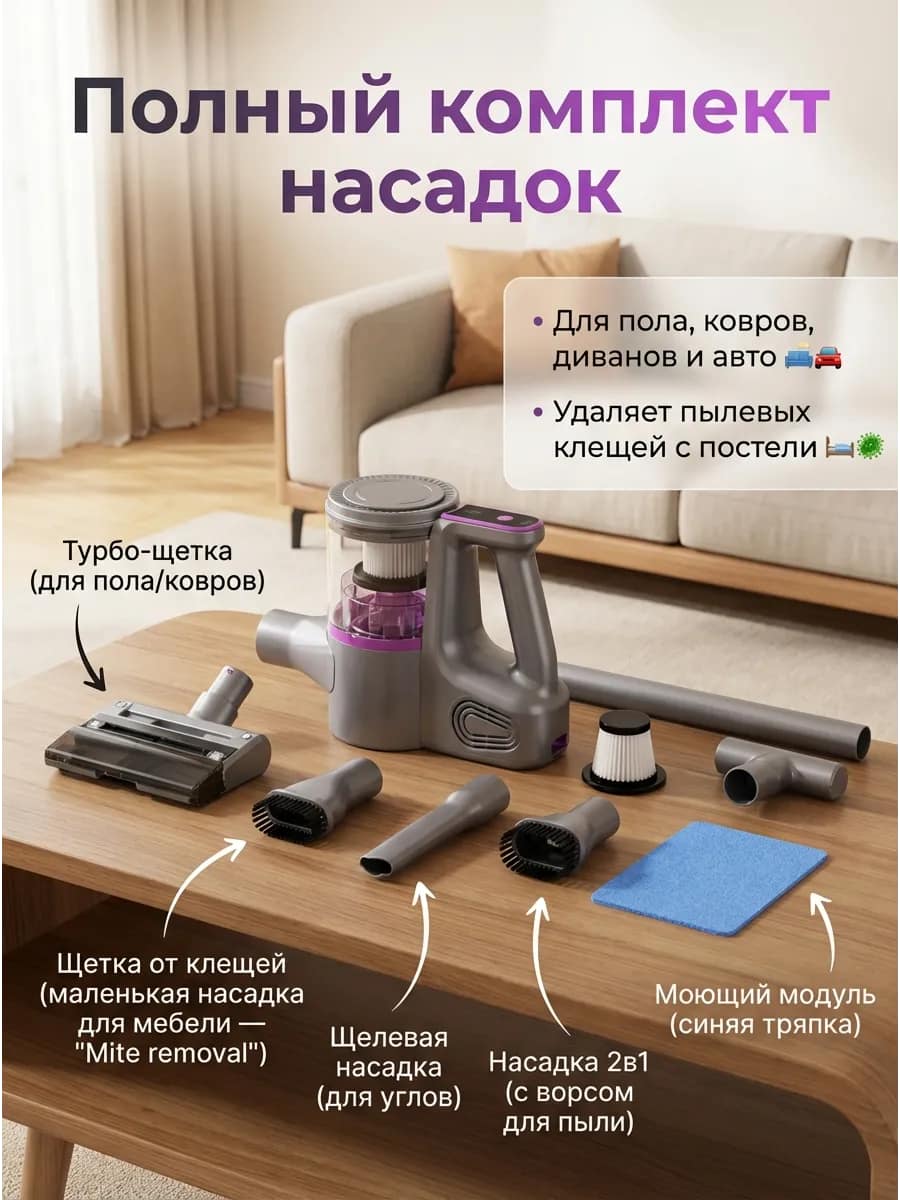 Полный комплект
насадок
• Для пола, ковров,
диванов и авто 🛋️🚗
• Удаляет пылевых
клещей с постели 🛏️🦠
Турбо-щетка
(для пола/ковров)
Щетка от клещей
(маленькая насадка
для мебели —
"Mite removal")
Щелевая
насадка
(для углов)
Насадка 2в1
(с ворсом
для пыли)
Моющий модуль
(синяя тряпка)